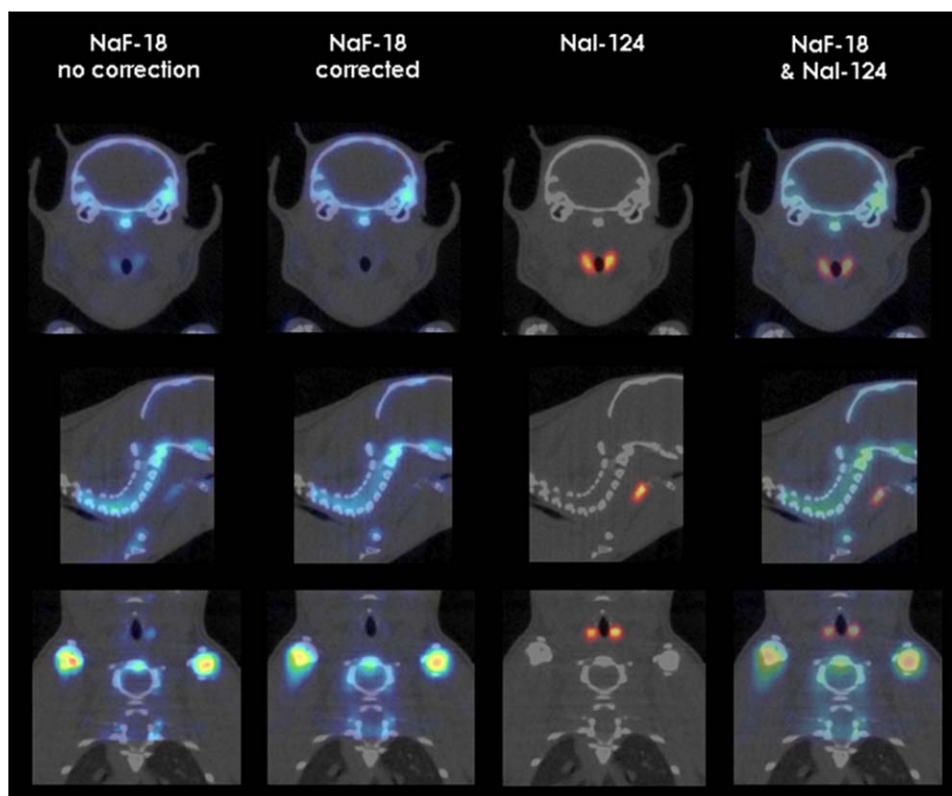 NaF-18
no correction
NaF-18
corrected
NaI-124
NaF-18
& NaI-124